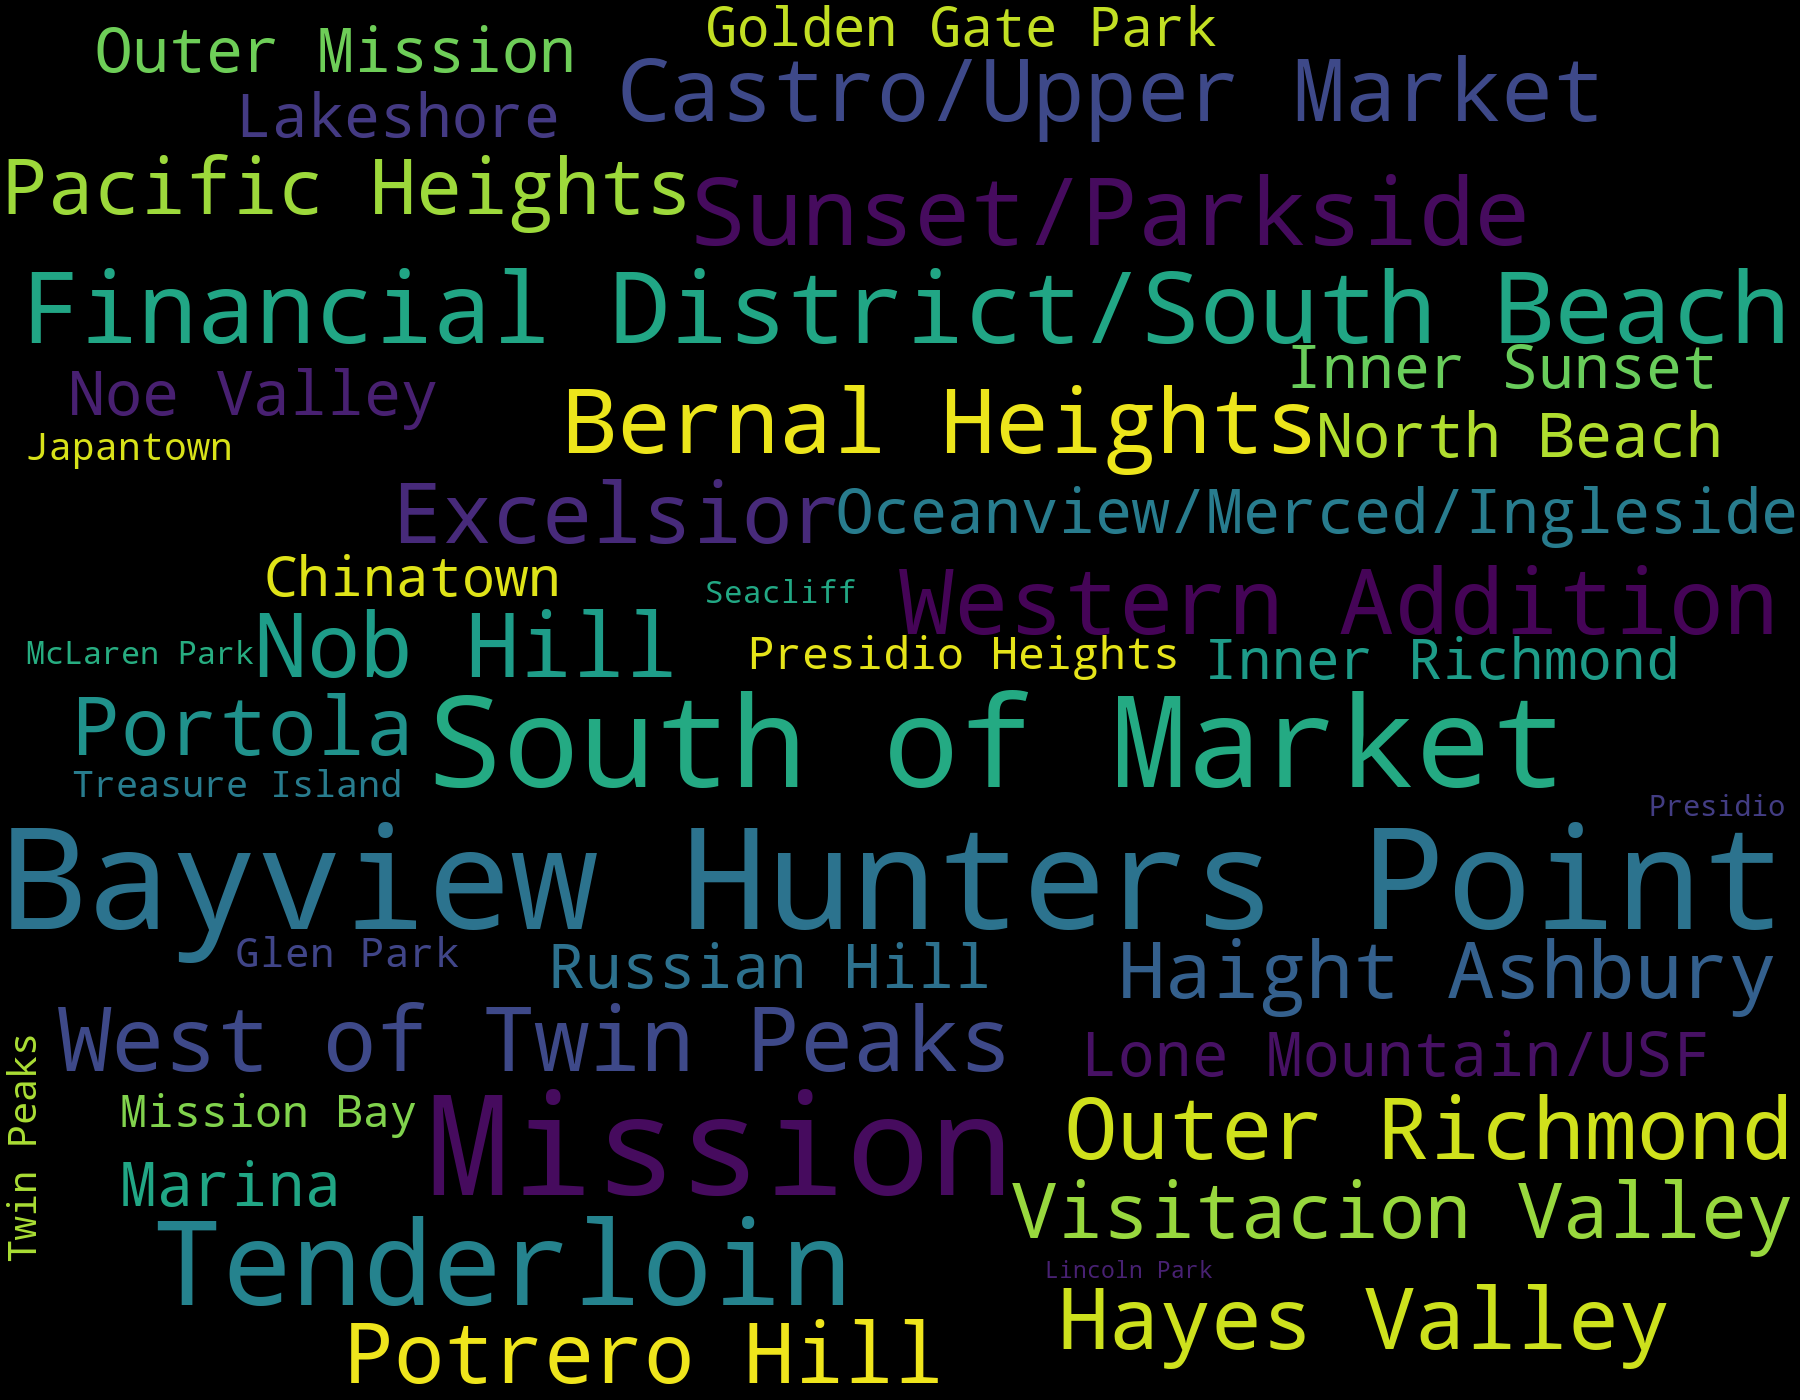 Golden Gate Park
Outer Mission
Castro/Upper Market
Lakeshore
Pacific Heights
Sunset/Parkside
Financial District/South Beach
Inner Sunset
Noe Valley
Bernal Heights
North Beach
Japantown
Excelsior
Oceanview/Merced/Ingleside
Chinatown
Seacliff
Western Addition
McLaren Park
Nob Hill
Presidio Heights
Inner Richmond
Portola
South of Market
Treasure Island
Presidio
Bayview Hunters Point
Glen Park
Russian Hill
Haight Ashbury
West of Twin Peaks
Lone Mountain/USF
Twin Peaks
Mission Bay
Mission
Outer Richmond
Marina
Visitacion Valley
Tenderloin
Lincoln Park
Hayes Valley
Potrero Hill